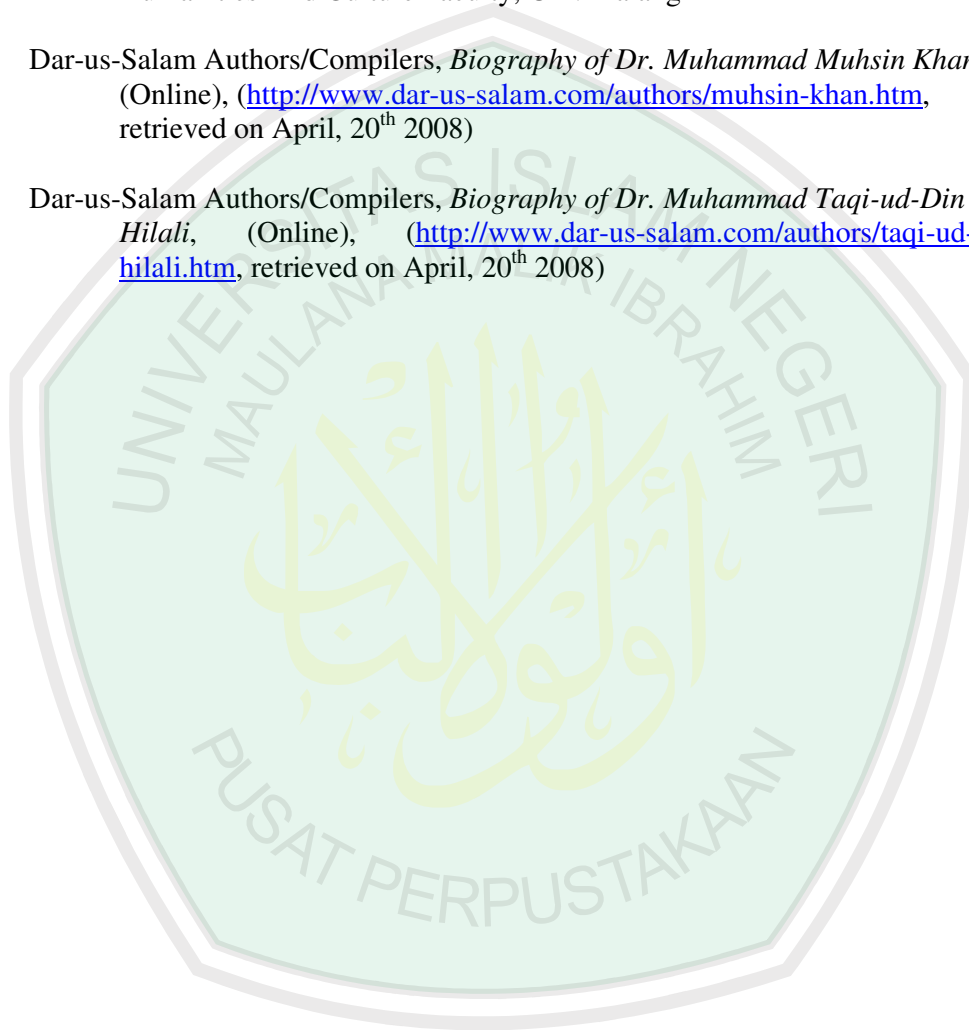 Dar-us-Salam Authors/Compilers, Biography of Dr. Muhammad Muhsin Khan
(Online), (http://www.dar-us-salam.com/authors/muhsin-khan.htm,
retrieved on April, 20th 2008)
Dar-us-Salam Authors/Compilers, Biography of Dr. Muhammad Taqi-ud-Din
Hilali, (Online), (http://www.dar-us-salam.com/authors/taqi-ud-
hilali.htm, retrieved on April, 20th 2008)
UNIVERSITAS ISLAM NEGERI
MAULANA MALIK IBRAHIM
أولوا الألباب
PUSAT PERPUSTAKAAN